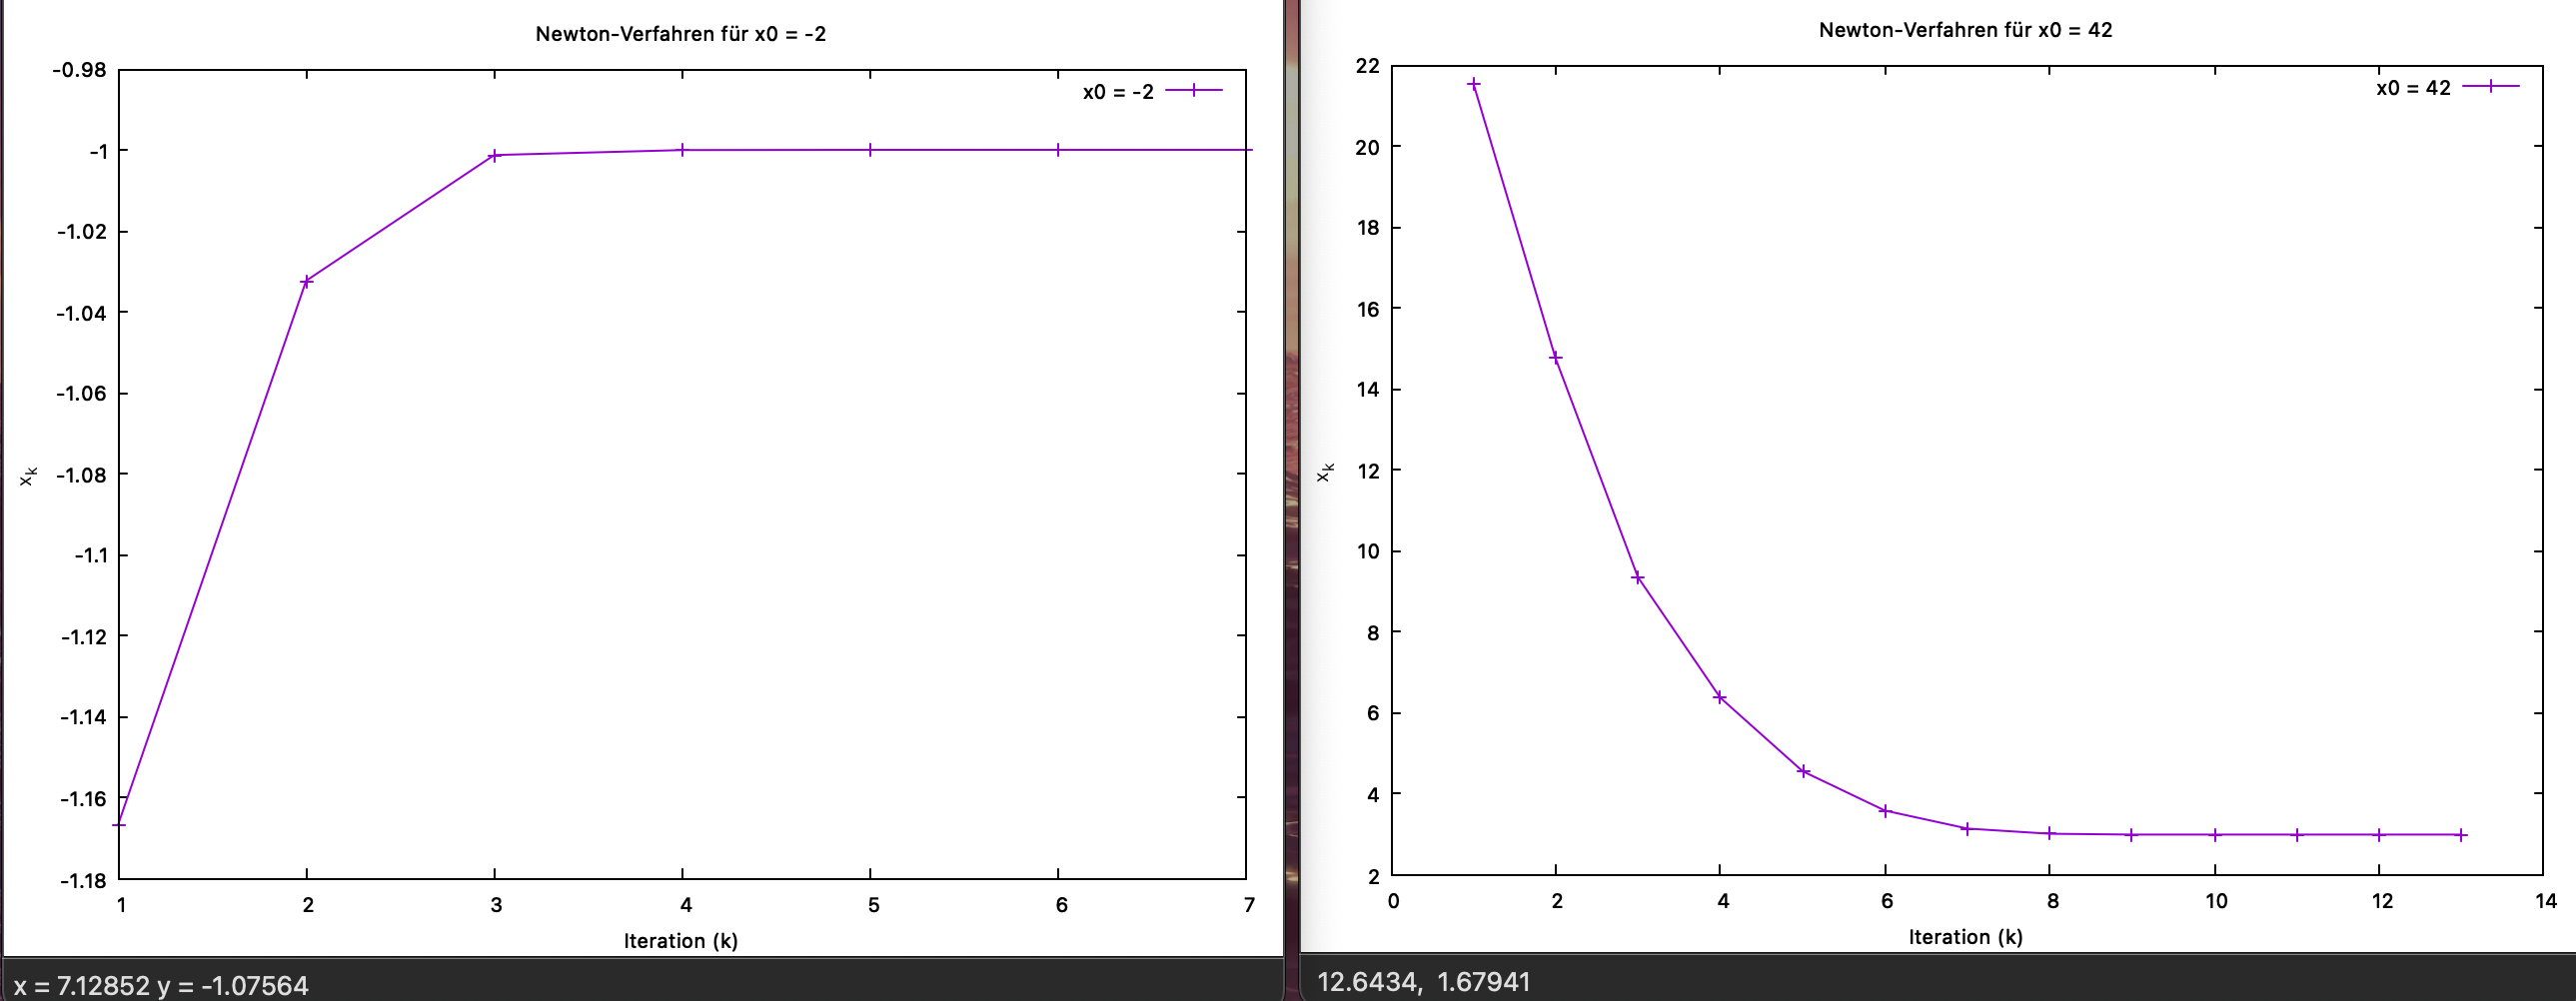 Newton-Verfahren für x0 = -2
x0 = -2
-0.98
-1
-1.02
-1.04
-1.06
-1.08
-1.1
-1.12
-1.14
-1.16
-1.18
xk
1 2 3 4 5 6 7
Iteration (k)
x = 7.12852 y = -1.07564
Newton-Verfahren für x0 = 42
x0 = 42
22
20
18
16
14
12
10
8
6
4
2
xk
0 2 4 6 8 10 12 14
Iteration (k)
12.6434, 1.67941